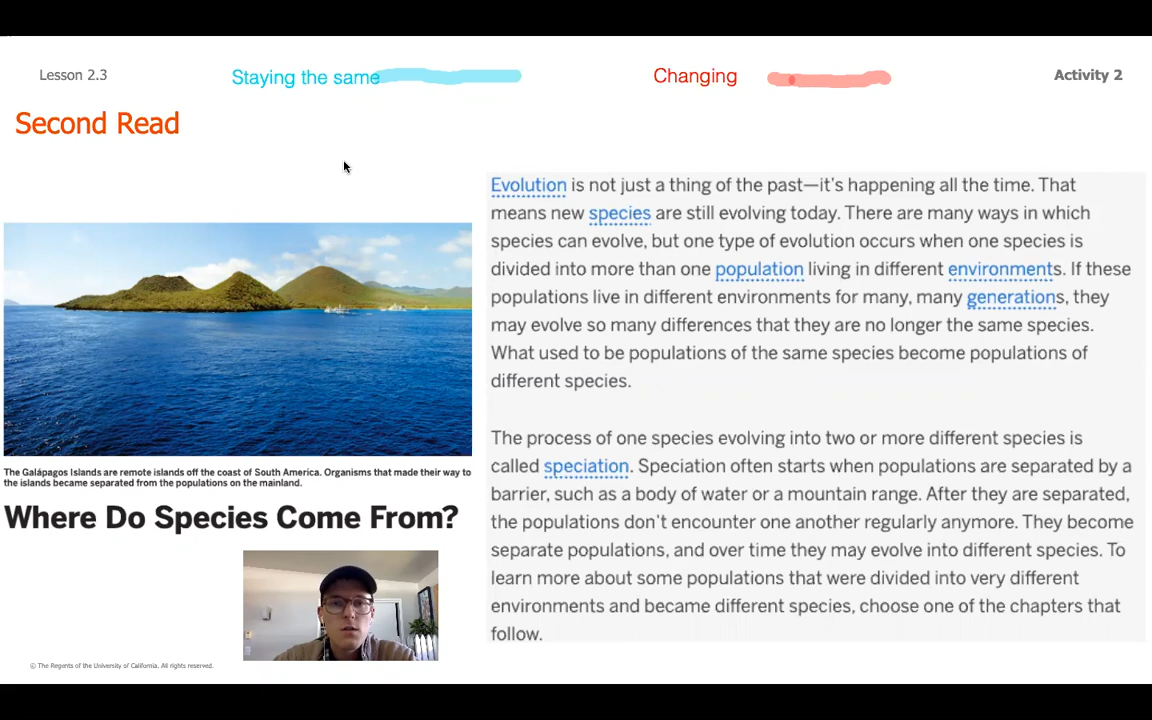 Lesson 2.3
Staying the same
Changing
Activity 2
Second Read
Evolution is not just a thing of the past—it's happening all the time. That
means new species are still evolving today. There are many ways in which
species can evolve, but one type of evolution occurs when one species is
divided into more than one population living in different environments. If these
populations live in different environments for many, many generations, they
may evolve so many differences that they are no longer the same species.
What used to be populations of the same species become populations of
different species.
The process of one species evolving into two or more different species is
called speciation. Speciation often starts when populations are separated by a
barrier, such as a body of water or a mountain range. After they are separated,
the populations don't encounter one another regularly anymore. They become
separate populations, and over time they may evolve into different species. To
learn more about some populations that were divided into very different
environments and became different species, choose one of the chapters that
follow.
The Galápagos Islands are remote islands off the coast of South America. Organisms that made their way to
the islands became separated from the populations on the mainland.
Where Do Species Come From?
© The Regents of the University of California. All rights reserved.